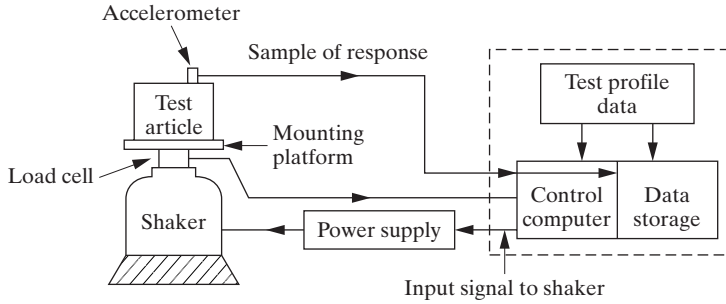 Accelerometer
Sample of response
Test profile
data
Test
article
Mounting
platform
Load cell
Control
computer
Data
storage
Shaker
Power supply
Input signal to shaker